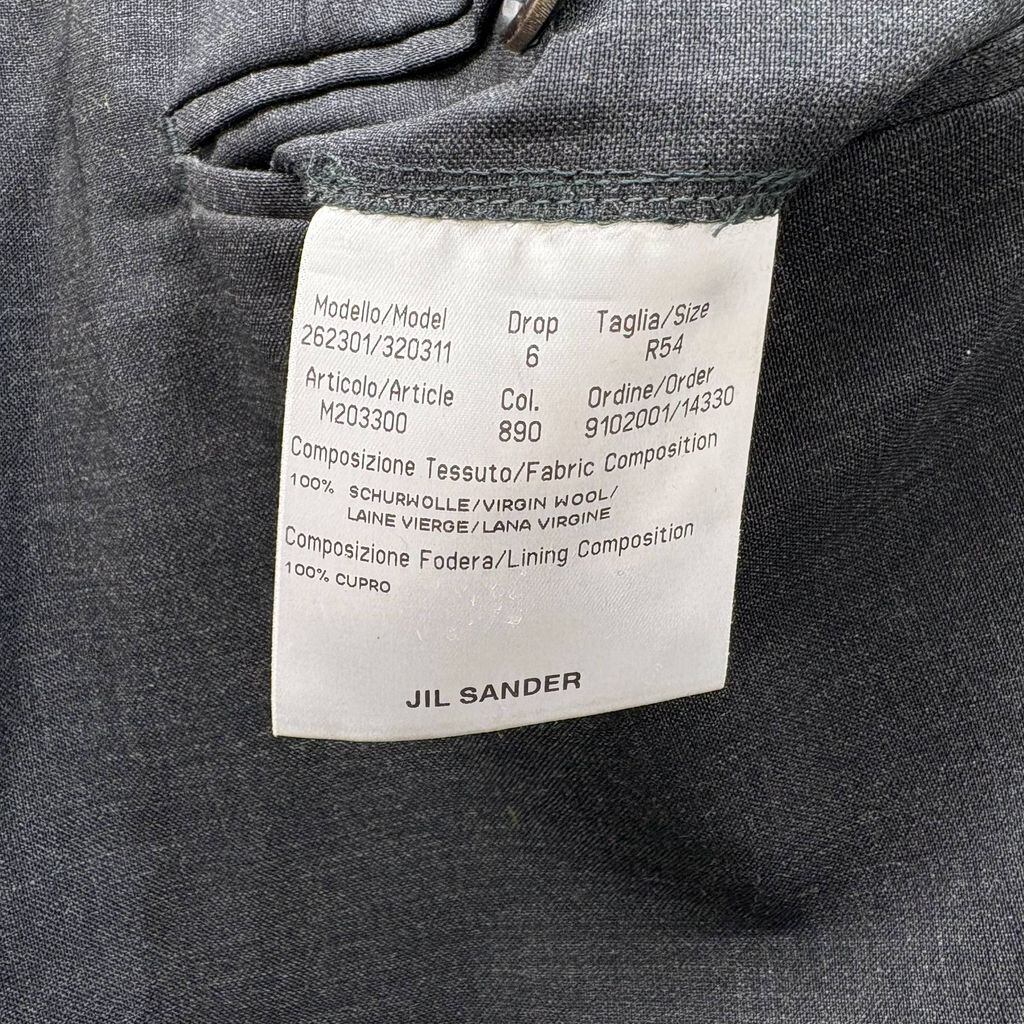 Modello/Model Drop Taglia/Size
262301/320311 6 R54
Articolo/Article Col. Ordine/Order
M203300 890 9102001/14330
Composizione Tessuto/Fabric Composition
100% SCHURWOLLE/VIRGIN WOOL/
LAINE VIERGE/LANA VIRGINE
Composizione Fodera/Lining Composition
100% CUPRO
JIL SANDER